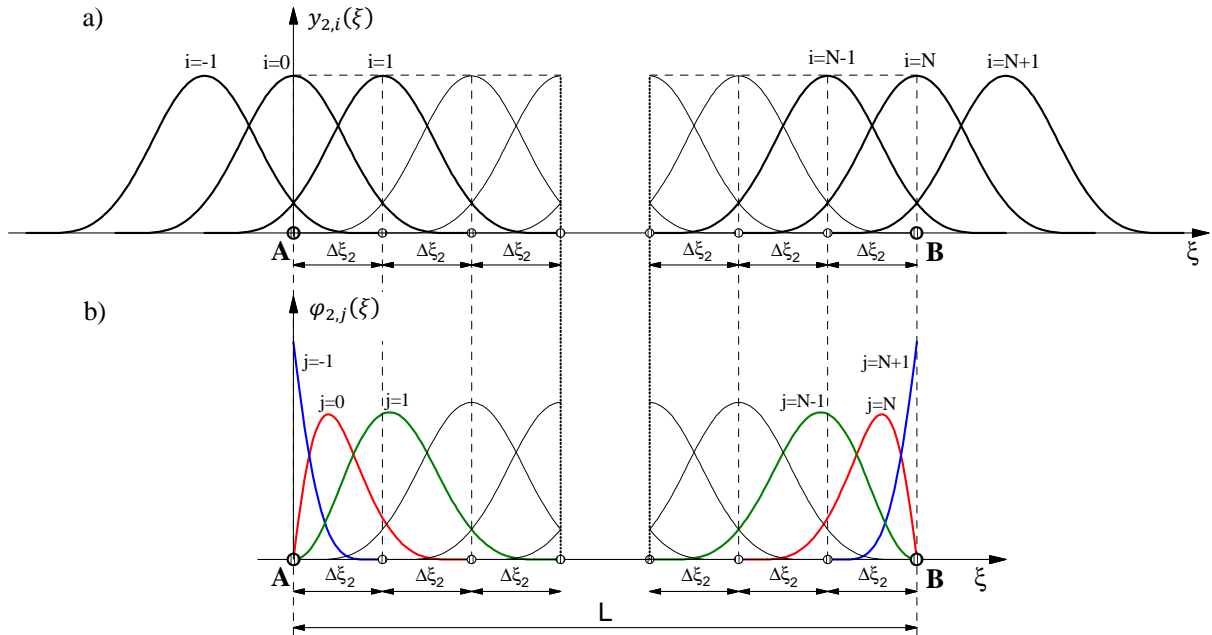 a)
y₂,ᵢ(ξ)
i=-1
i=0
i=1
i=N-1
i=N
i=N+1
A
Δξ₂
Δξ₂
Δξ₂
Δξ₂
Δξ₂
Δξ₂
B
ξ
b)
φ₂,ⱼ(ξ)
j=-1
j=0
j=1
j=N-1
j=N
j=N+1
A
Δξ₂
Δξ₂
Δξ₂
Δξ₂
Δξ₂
Δξ₂
B
ξ
L